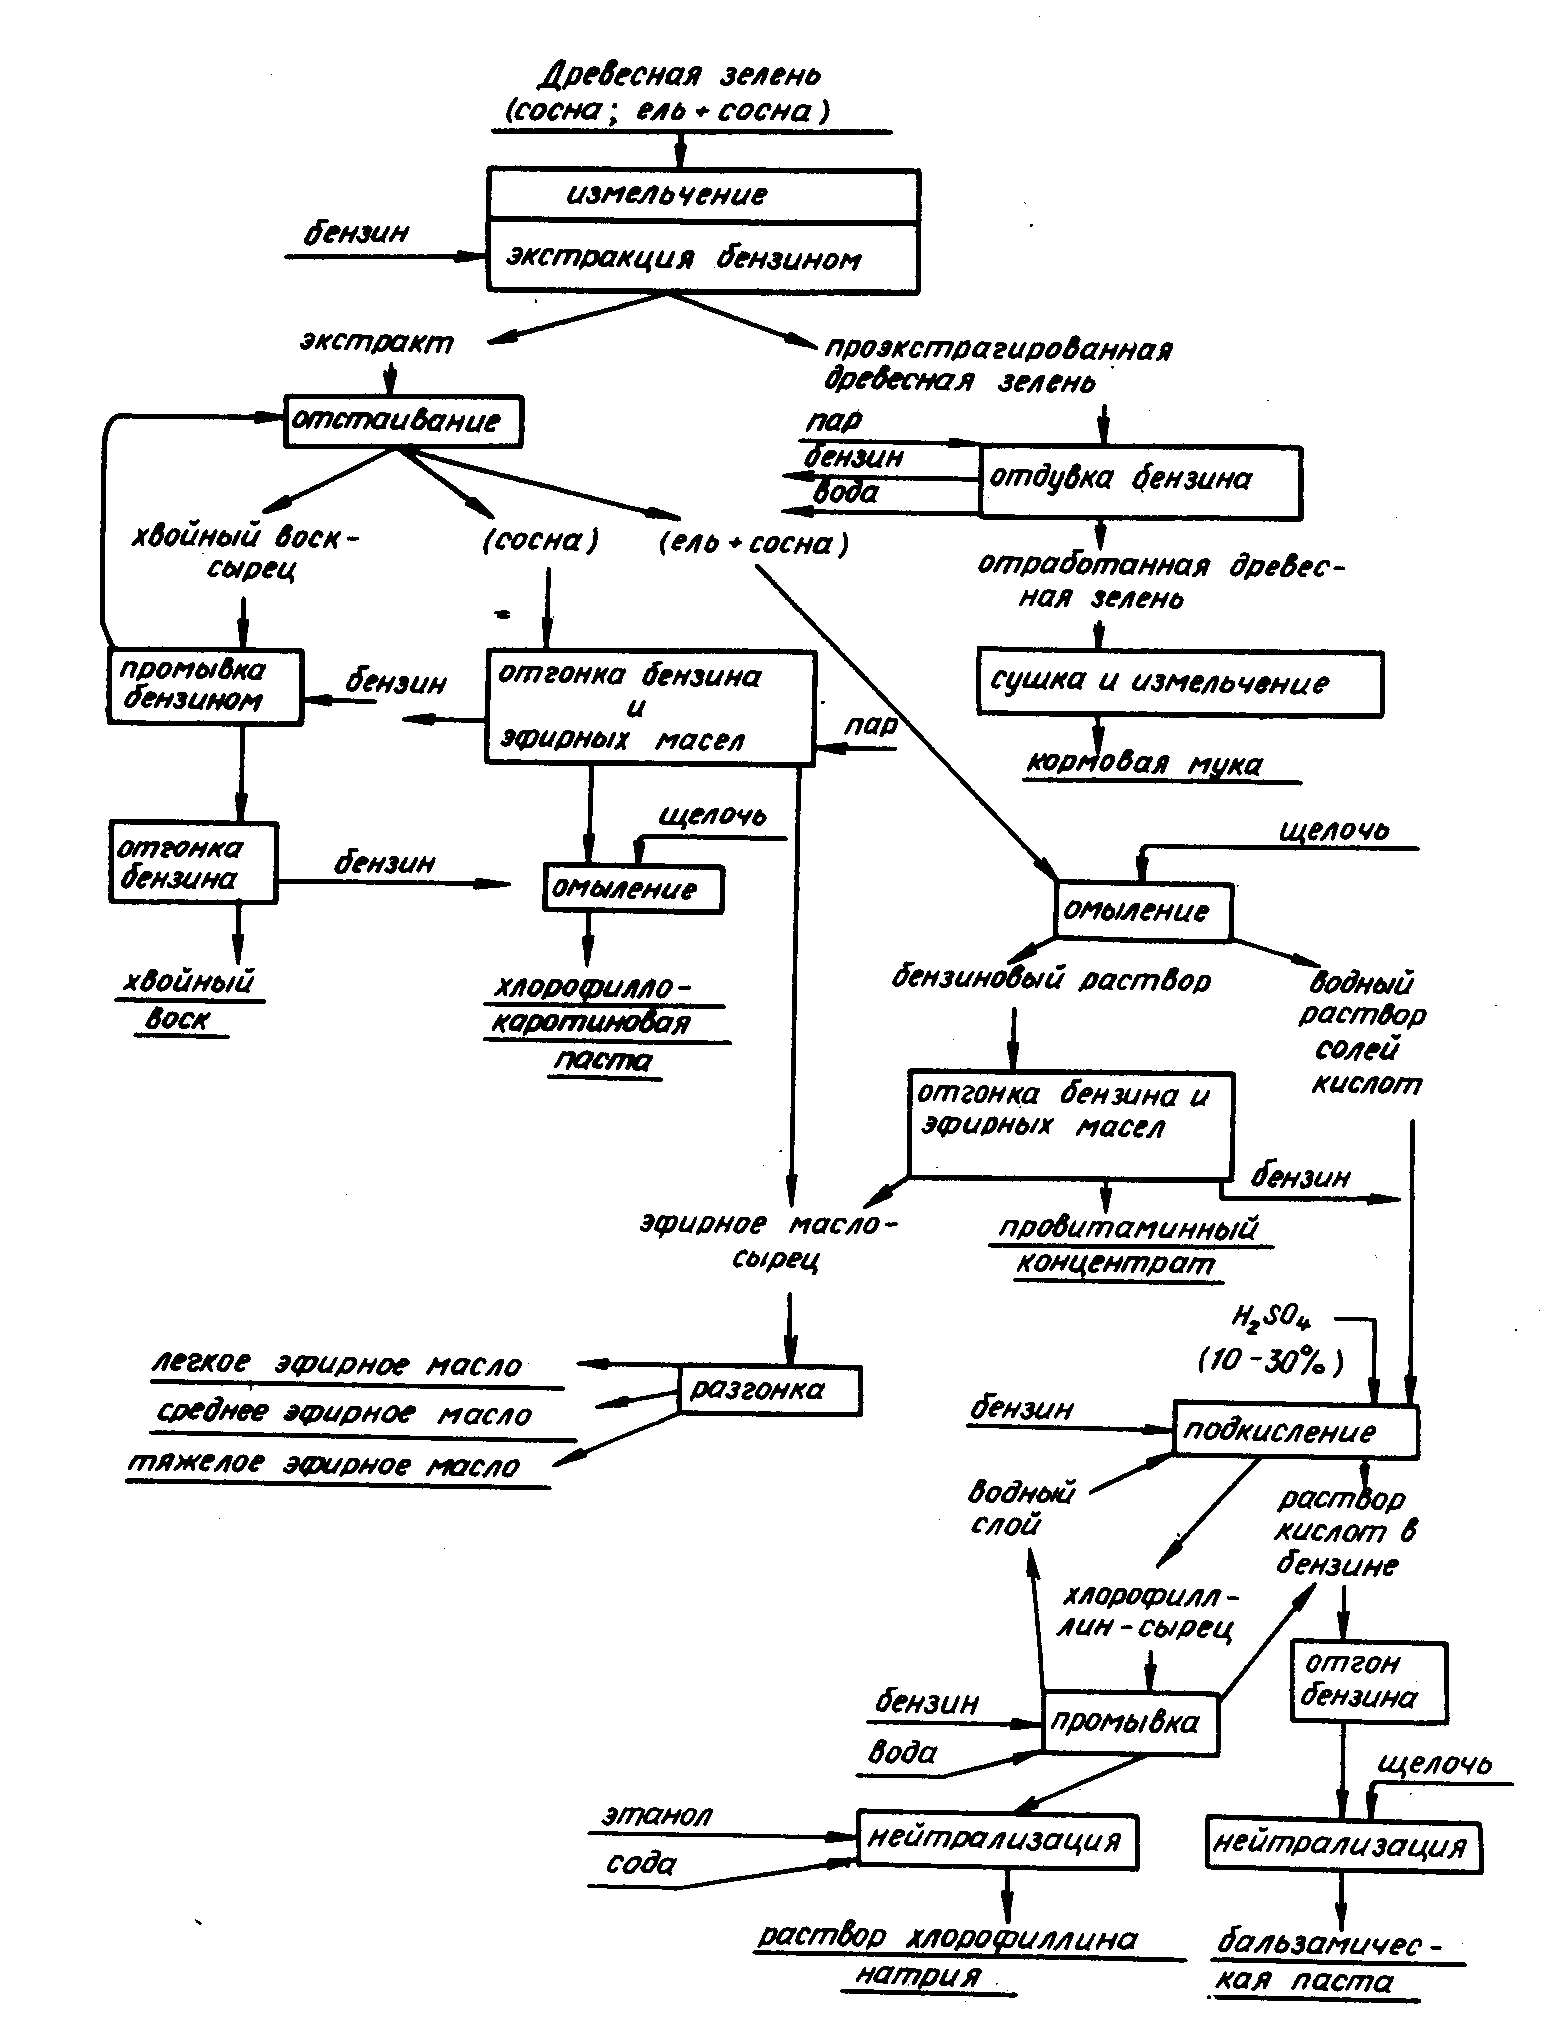 Древесная зелень
(сосна; ель + сосна)
измельчение
бензин
экстракция бензином
экстракт
проэкстрагированная
древесная зелень
отстаивание
пар
бензин
вода
отдувка бензина
хвойный воск-
сырец
(сосна)
(ель + сосна)
отработанная древес-
ная зелень
промывка
бензином
бензин
отгонка бензина
и
эфирных масел
пар
сушка и измельчение
кормовая мука
щелочь
щелочь
отгонка
бензина
бензин
омыление
омыление
хвойный
воск
хлорофилло-
каротиновая
паста
бензиновый раствор
водный
раствор
солей
кислот
отгонка бензина и
эфирных масел
бензин
эфирное масло-
сырец
провитаминный
концентрат
H₂SO₄
(10-30%)
легкое эфирное масло
среднее эфирное масло
тяжелое эфирное масло
разгонка
бензин
подкисление
водный
слой
раствор
кислот в
бензине
хлорофилл-
лин-сырец
отгон
бензина
бензин
вода
промывка
щелочь
этанол
сода
нейтрализация
нейтрализация
раствор хлорофиллина
натрия
бальзамичес-
кая паста